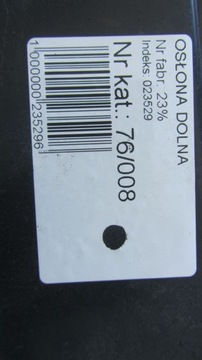 OSŁONA DOLNA
Nr fabr. 23%
Indeks: 023529
Nr kat.: 76/008
1000000235296